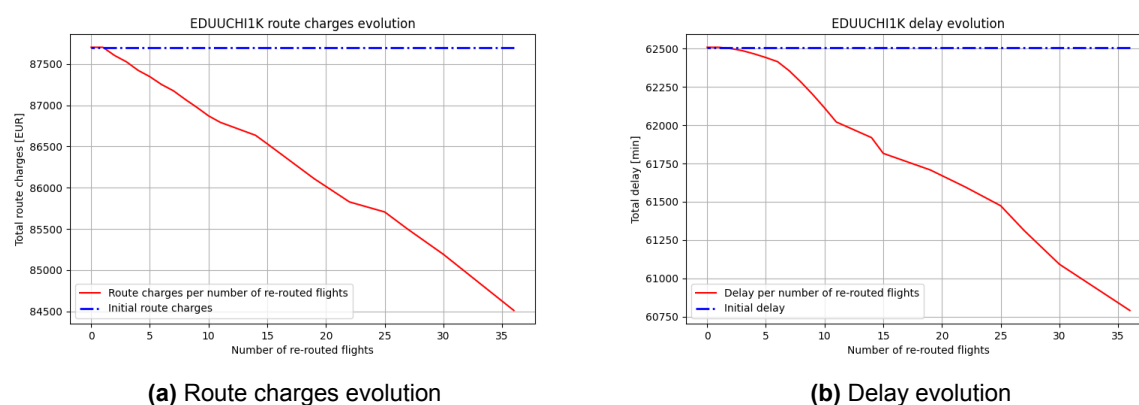 EDUUCHI1K route charges evolution
Total route charges [EUR]
87500
87000
86500
86000
85500
85000
84500
Route charges per number of re-routed flights
Initial route charges
0 5 10 15 20 25 30 35
Number of re-routed flights
(a) Route charges evolution
EDUUCHI1K delay evolution
Total delay [min]
62500
62250
62000
61750
61500
61250
61000
60750
Delay per number of re-routed flights
Initial delay
0 5 10 15 20 25 30 35
Number of re-routed flights
(b) Delay evolution